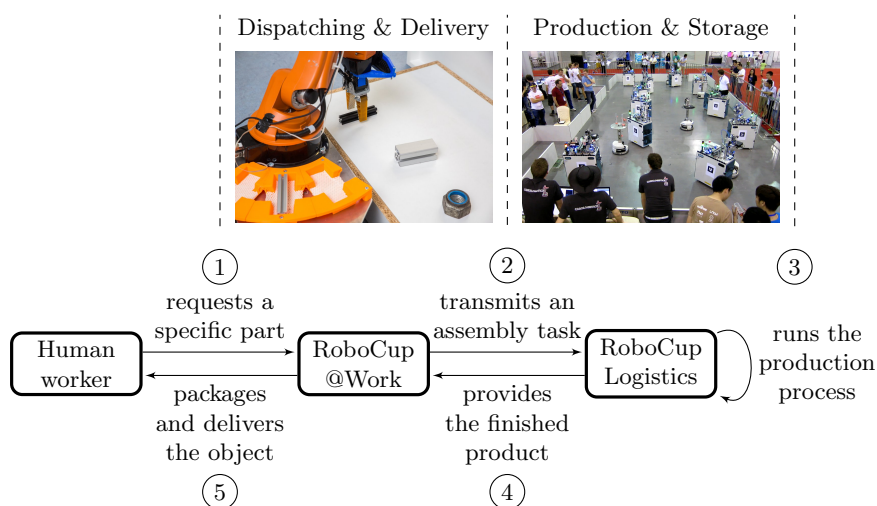 Dispatching & Delivery
Production & Storage
1
2
3
requests a
specific part
transmits an
assembly task
Human
worker
RoboCup
@Work
RoboCup
Logistics
runs the
production
process
packages
and delivers
the object
provides
the finished
product
5
4